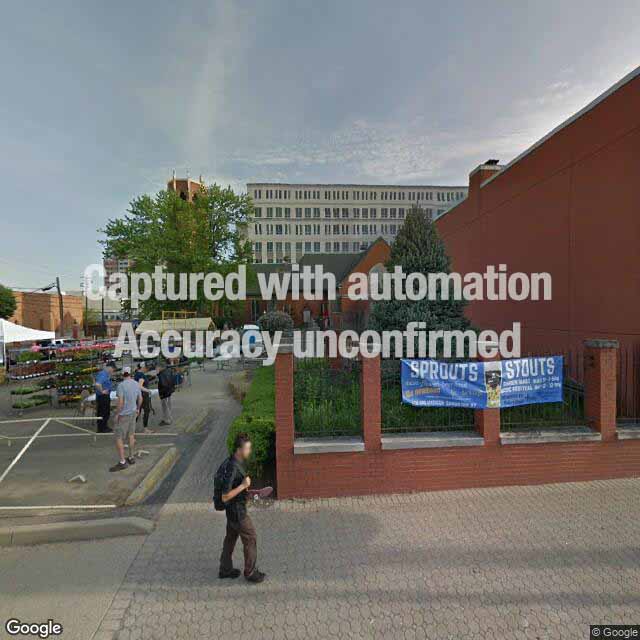 Captured with automation
Accuracy unconfirmed
SPROUTS STOUTS
Google
© Google